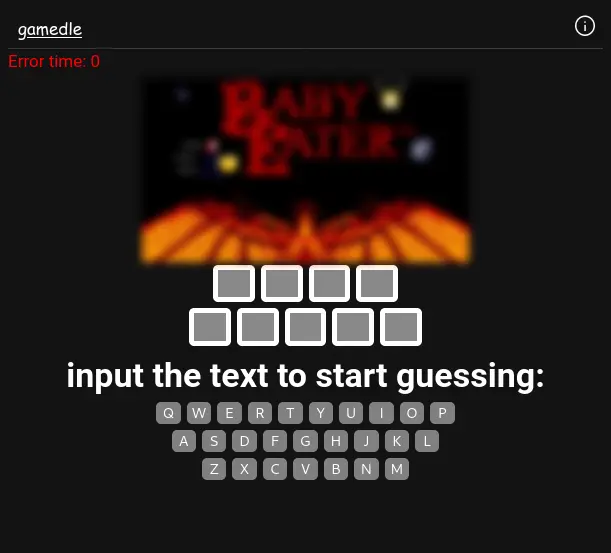 gamedle
Error time: 0
BABY
EATER
input the text to start guessing:
Q W E R T Y U I O P
A S D F G H J K L
Z X C V B N M